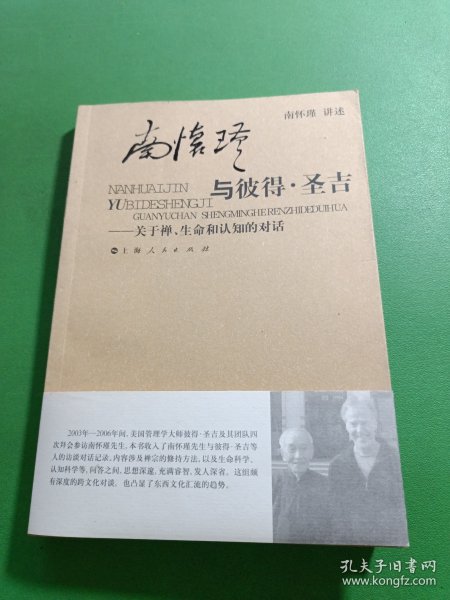 南怀瑾 讲述
南怀瑾
NANHUAIJIN
与彼得·圣吉
YUBIDESHENGJI
GUANYUCHAN SHENGMINGHERENZHIDEDUIHUA
——关于禅、生命和认知的对话
上海人民出版社
2003年—2006年间,美国管理学大师彼得·圣吉及其团队四
次拜会参访南怀瑾先生。本书收入了南怀瑾先生与彼得·圣吉等
人的访谈对话记录,内容涉及禅宗的修持方法,以及生命科学、
认知科学等,问答之间,思想深邃,充满睿智,发人深省。这组颇
有深度的跨文化对谈,也凸显了东西文化汇流的趋势。
孔夫子旧书网
www.kongfz.com